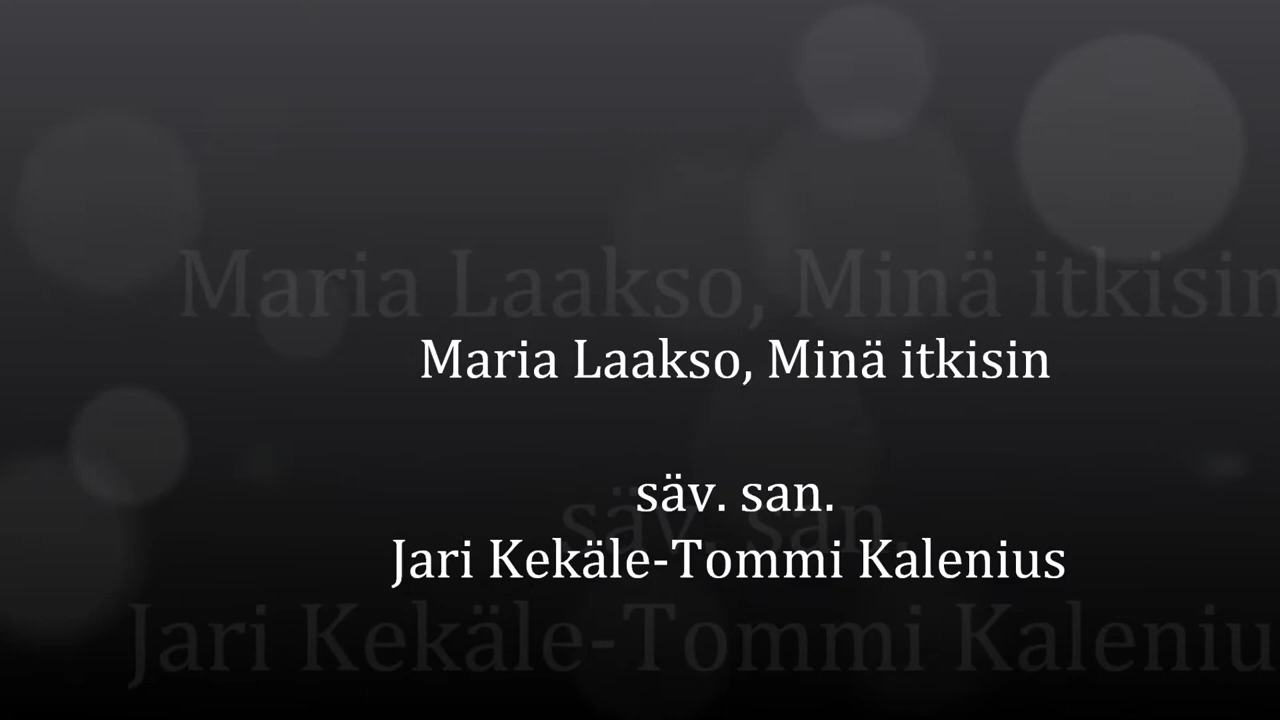 Maria Laakso, Minä itkisin
säv. san.
Jari Kekäle-Tommi Kalenius